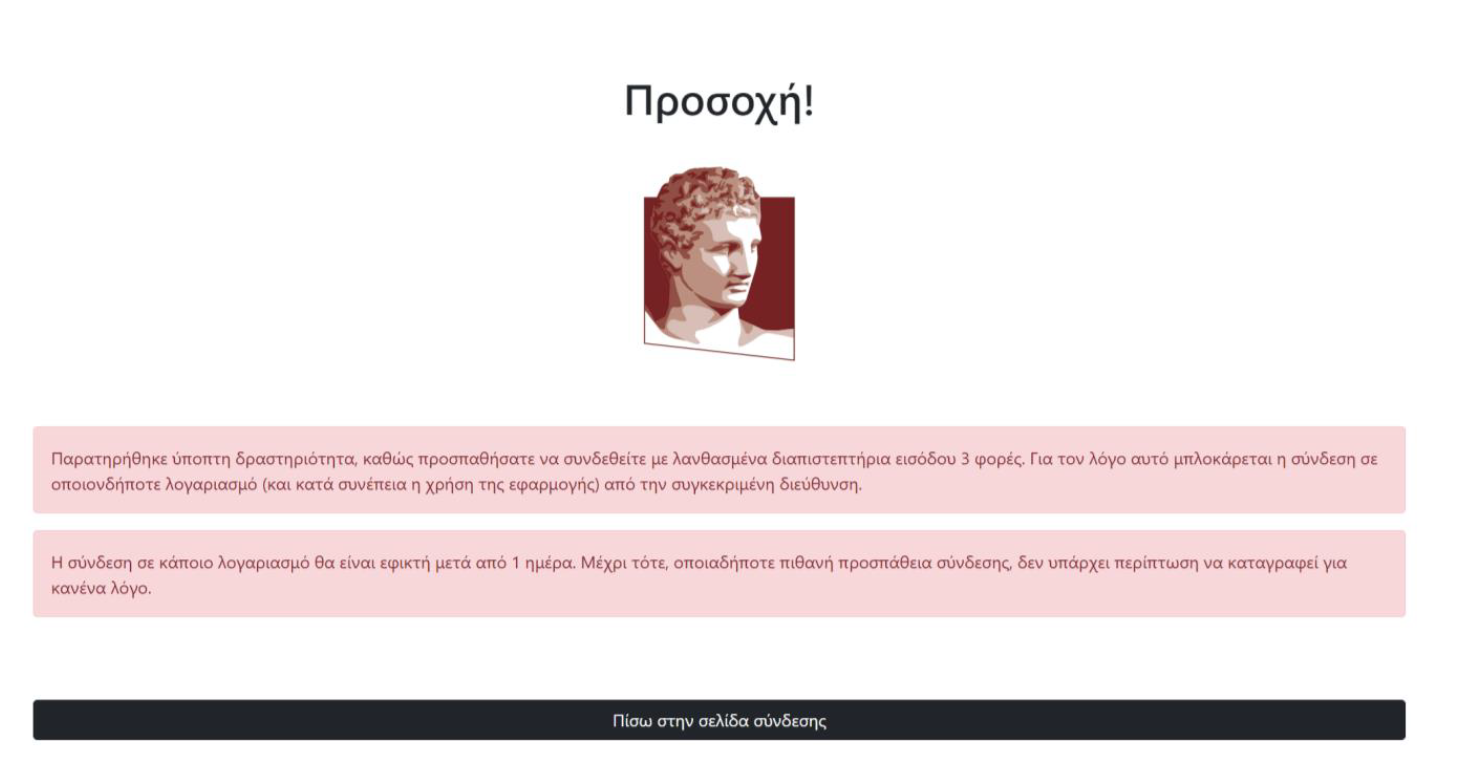 Προσοχή!
Παρατηρήθηκε ύποπτη δραστηριότητα, καθώς προσπαθήσατε να συνδεθείτε με λανθασμένα διαπιστεπτήρια εισόδου 3 φορές. Για τον λόγο αυτό μπλοκάρεται η σύνδεση σε
οποιονδήποτε λογαριασμό (και κατά συνέπεια η χρήση της εφαρμογής) από την συγκεκριμένη διεύθυνση.
Η σύνδεση σε κάποιο λογαριασμό θα είναι εφικτή μετά από 1 ημέρα. Μέχρι τότε, οποιαδήποτε πιθανή προσπάθεια σύνδεσης, δεν υπάρχει περίπτωση να καταγραφεί για
κανένα λόγο.
Πίσω στην σελίδα σύνδεσης